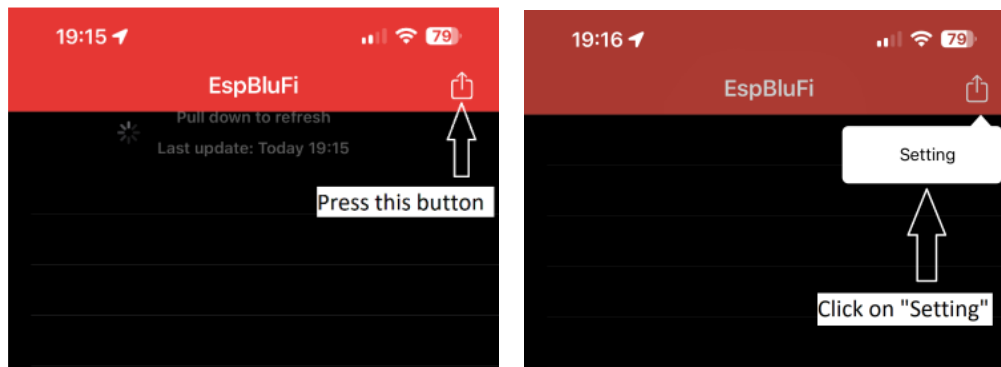 19:15
79
EspBluFi
Pull down to refresh
Last update: Today 19:15
Press this button
19:16
79
EspBluFi
Setting
Click on "Setting"